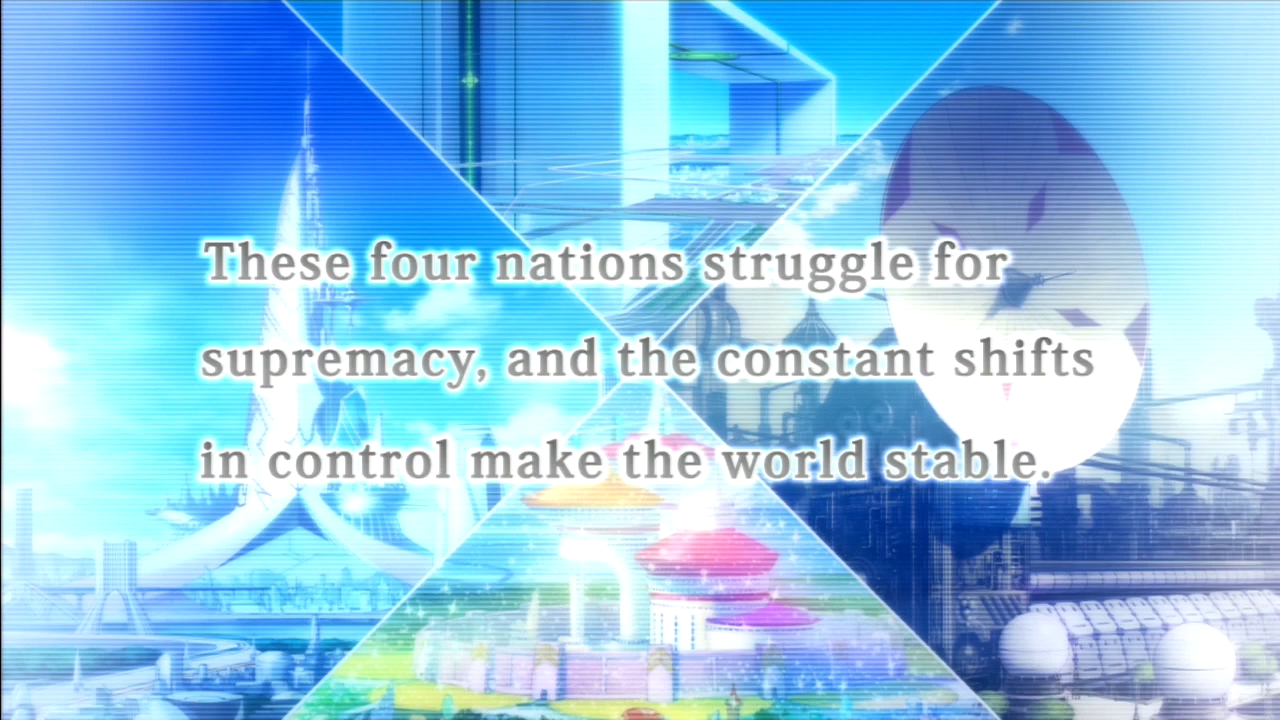 These four nations struggle for
supremacy, and the constant shifts
in control make the world stable.